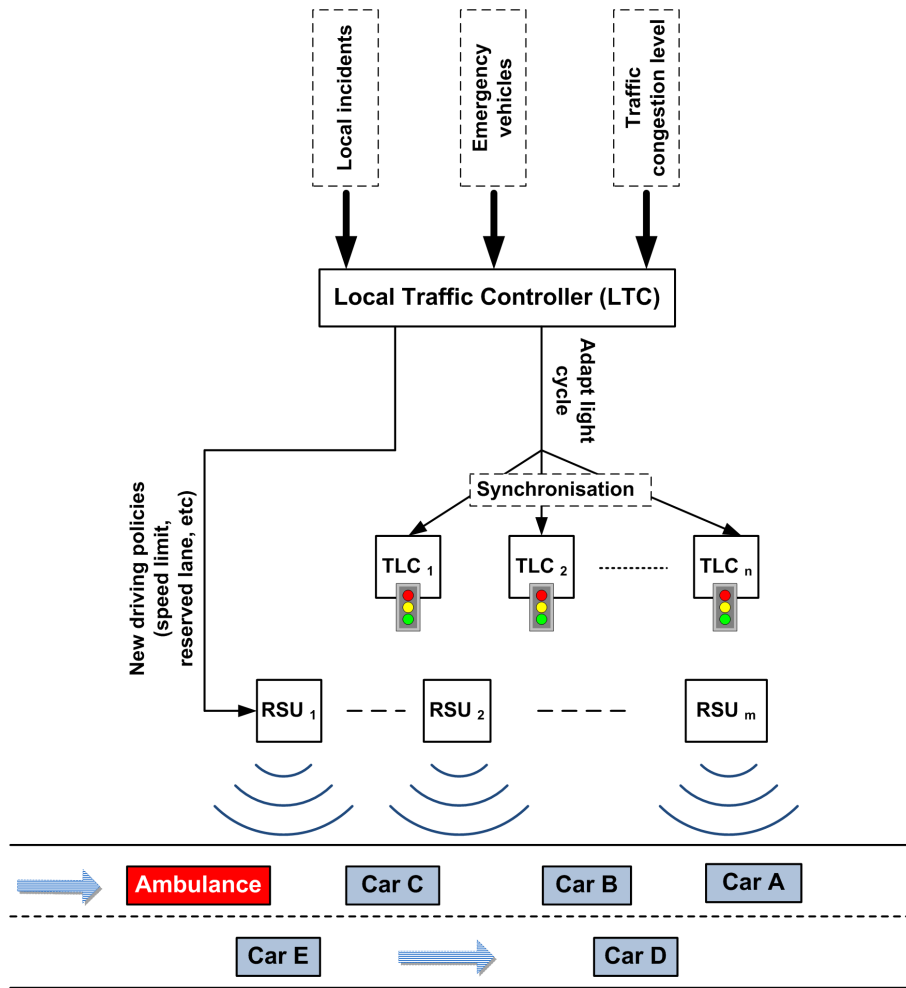 Local incidents
Emergency
vehicles
Traffic
congestion level
Local Traffic Controller (LTC)
Adapt light
cycle
New driving policies
(speed limit,
reserved lane, etc)
Synchronisation
TLC 1
TLC 2
TLC n
RSU 1
RSU 2
RSU m
Ambulance
Car C
Car B
Car A
Car E
Car D